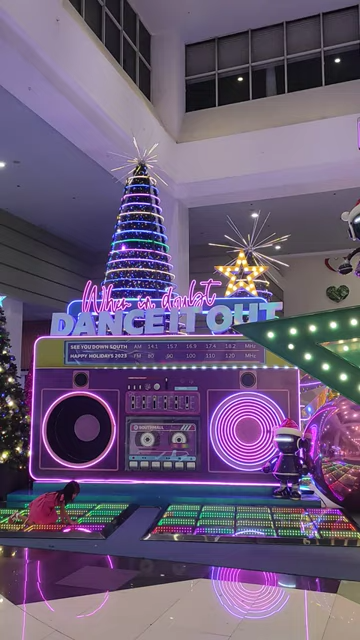 When in doubt
DANCE IT OUT
SEE YOU DOWN SOUTH AM 14.1 15.7 16.9 17.4 18.2 MHz
HAPPY HOLIDAYS 2023 FM 80 90 100 110 120 MHz
SOUTHMALL